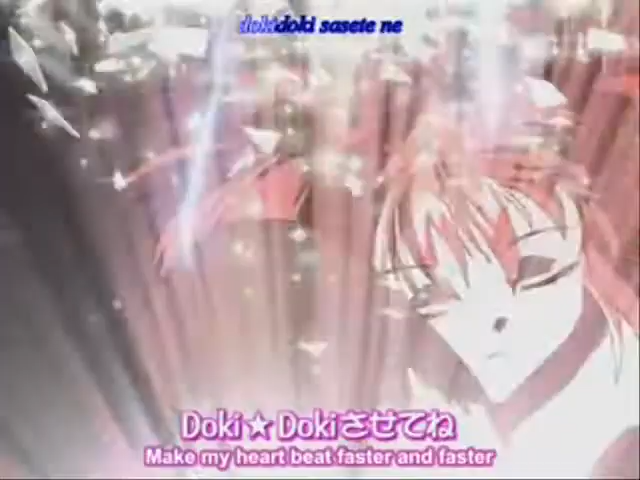 dokidoki sasete ne
Doki★Dokiさせてね
Make my heart beat faster and faster